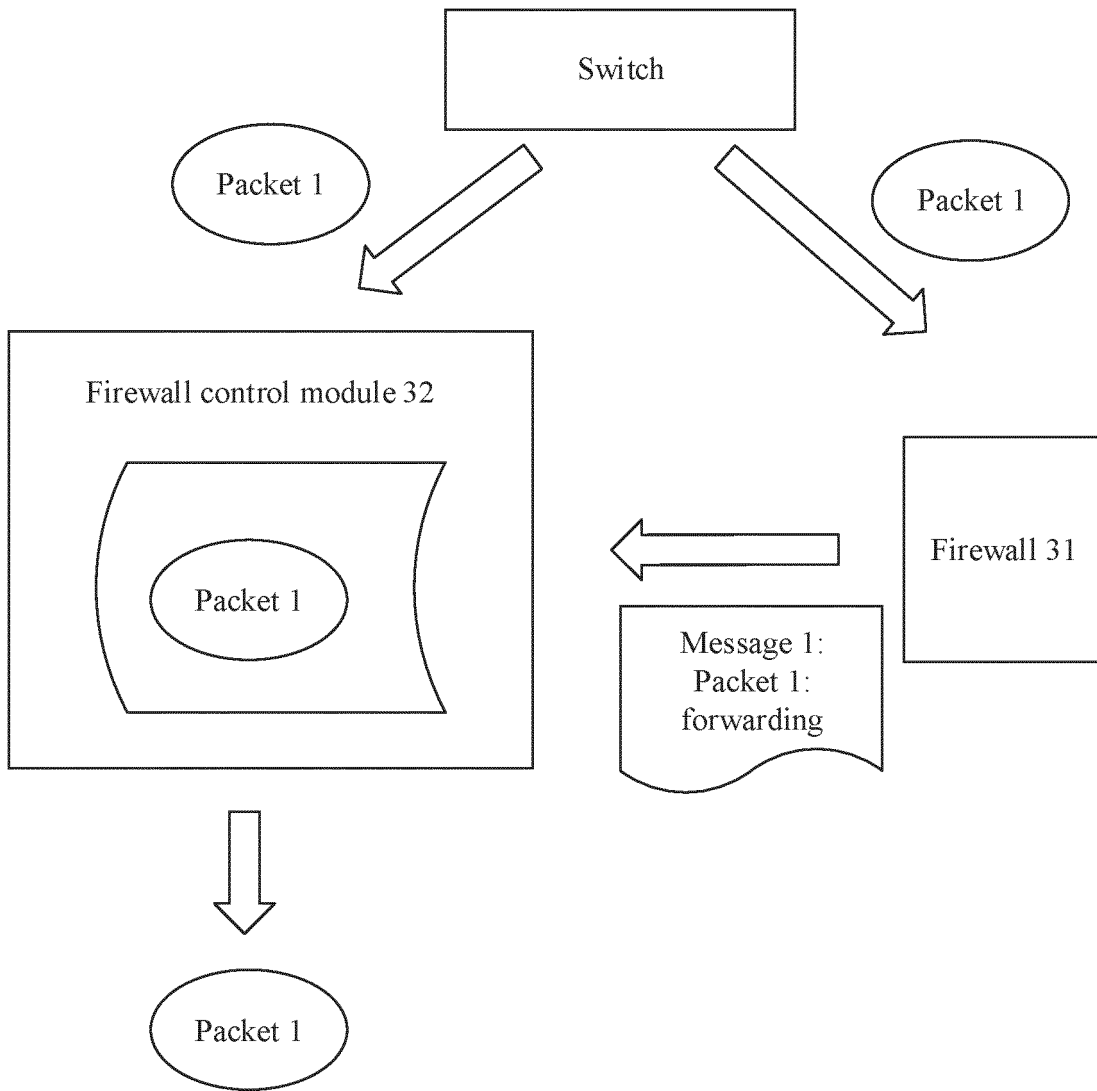 Switch
Packet 1
Packet 1
Firewall control module 32
Packet 1
Firewall 31
Message 1:
Packet 1:
forwarding
Packet 1